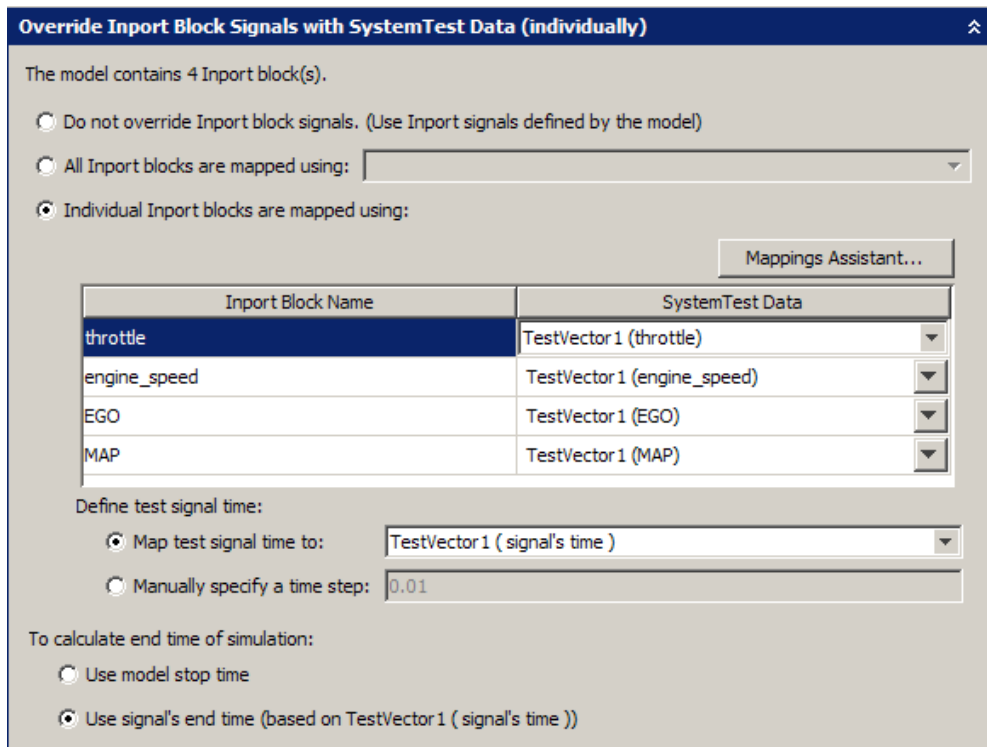 Override Inport Block Signals with SystemTest Data (individually)
The model contains 4 Inport block(s).
Do not override Inport block signals. (Use Inport signals defined by the model)
All Inport blocks are mapped using:
Individual Inport blocks are mapped using:
Mappings Assistant...
Inport Block Name SystemTest Data
throttle TestVector1 (throttle)
engine_speed TestVector1 (engine_speed)
EGO TestVector1 (EGO)
MAP TestVector1 (MAP)
Define test signal time:
Map test signal time to: TestVector1 ( signal's time )
Manually specify a time step: 0.01
To calculate end time of simulation:
Use model stop time
Use signal's end time (based on TestVector1 ( signal's time ))